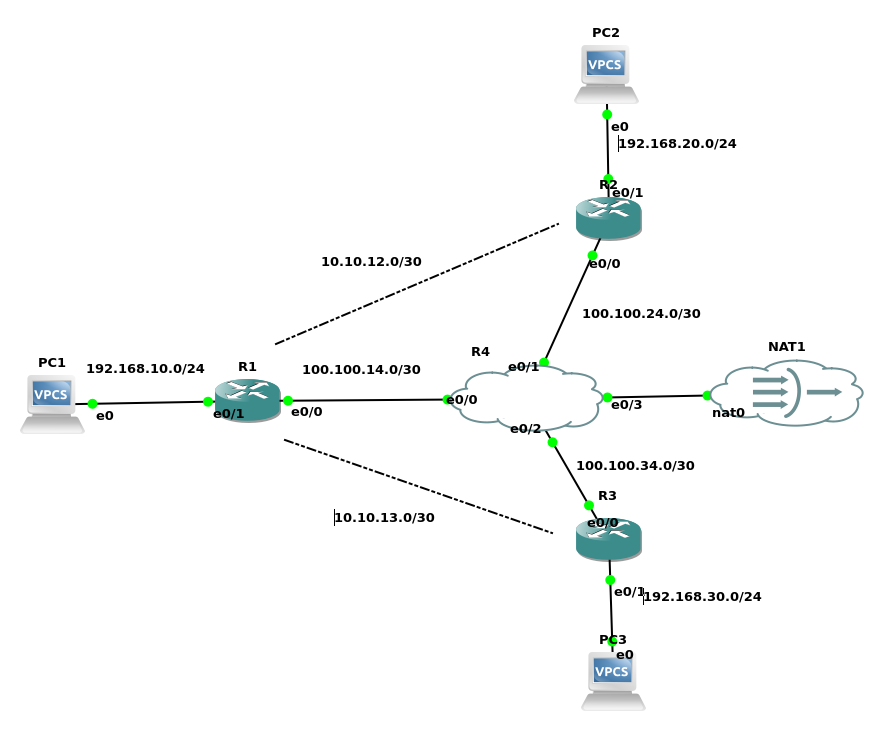 PC2
VPCS
e0
192.168.20.0/24
R2
e0/1
e0/0
10.10.12.0/30
100.100.24.0/30
NAT1
R4
PC1
192.168.10.0/24
R1
100.100.14.0/30
e0/1
VPCS
e0
e0/1
e0/0
e0/0
e0/3
nat0
e0/2
100.100.34.0/30
R3
10.10.13.0/30
e0/0
e0/1
192.168.30.0/24
PC3
e0
VPCS